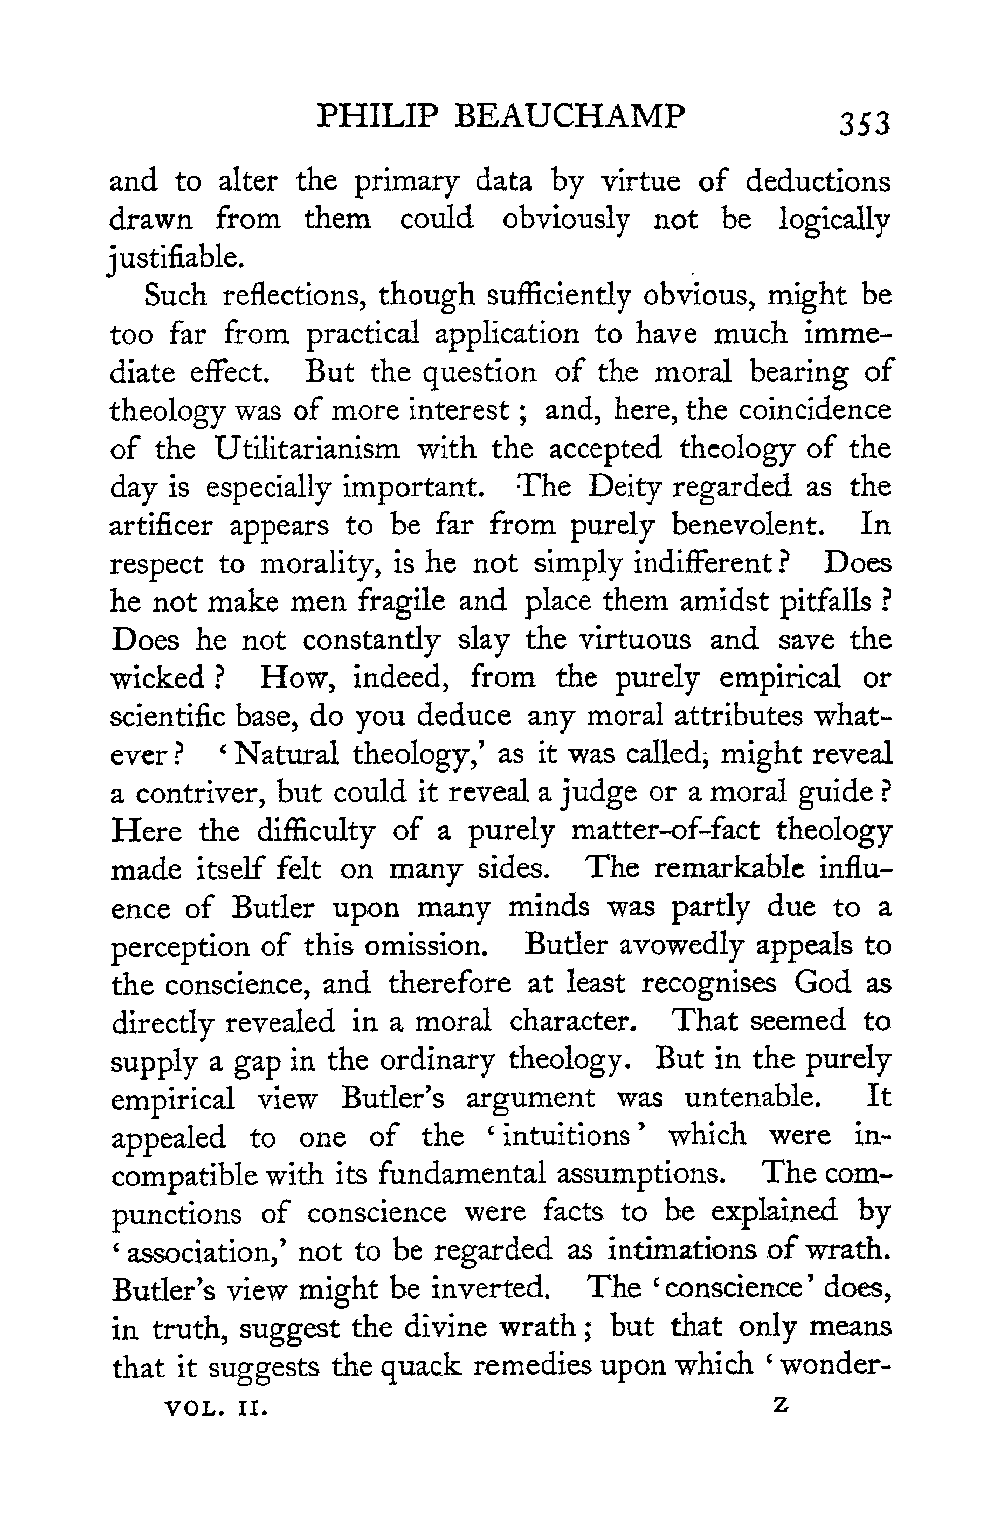 PHILIP BEAUCHAMP 353
and to alter the primary data by virtue of deductions
drawn from them could obviously not be logically
justifiable.
Such reflections, though sufficiently obvious, might be
too far from practical application to have much imme-
diate effect. But the question of the moral bearing of
theology was of more interest ; and, here, the coincidence
of the Utilitarianism with the accepted theology of the
day is especially important. The Deity regarded as the
artificer appears to be far from purely benevolent. In
respect to morality, is he not simply indifferent ? Does
he not make men fragile and place them amidst pitfalls ?
Does he not constantly slay the virtuous and save the
wicked ? How, indeed, from the purely empirical or
scientific base, do you deduce any moral attributes what-
ever ? ‘ Natural theology,’ as it was called, might reveal
a contriver, but could it reveal a judge or a moral guide ?
Here the difficulty of a purely matter-of-fact theology
made itself felt on many sides. The remarkable influ-
ence of Butler upon many minds was partly due to a
perception of this omission. Butler avowedly appeals to
the conscience, and therefore at least recognises God as
directly revealed in a moral character. That seemed to
supply a gap in the ordinary theology. But in the purely
empirical view Butler’s argument was untenable. It
appealed to one of the ‘ intuitions ’ which were in-
compatible with its fundamental assumptions. The com-
punctions of conscience were facts to be explained by
‘ association,’ not to be regarded as intimations of wrath.
Butler’s view might be inverted. The ‘ conscience ’ does,
in truth, suggest the divine wrath ; but that only means
that it suggests the quack remedies upon which ‘ wonder-
VOL. II. Z